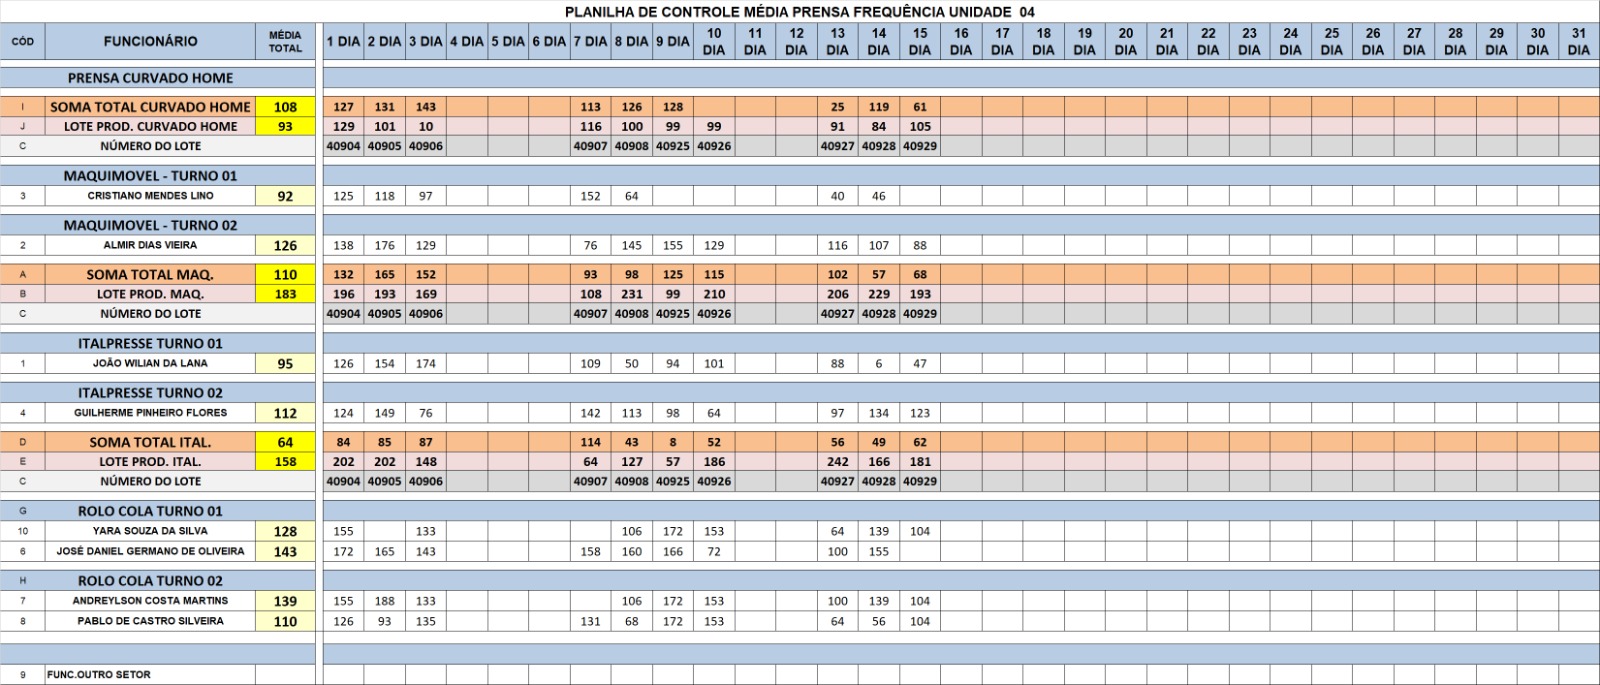 PLANILHA DE CONTROLE MÉDIA PRENSA FREQUÊNCIA UNIDADE 04
CÓD FUNCIONÁRIO MÉDIA TOTAL 1 DIA 2 DIA 3 DIA 4 DIA 5 DIA 6 DIA 7 DIA 8 DIA 9 DIA 10 DIA 11 DIA 12 DIA 13 DIA 14 DIA 15 DIA 16 DIA 17 DIA 18 DIA 19 DIA 20 DIA 21 DIA 22 DIA 23 DIA 24 DIA 25 DIA 26 DIA 27 DIA 28 DIA 29 DIA 30 DIA 31 DIA
PRENSA CURVADO HOME
I SOMA TOTAL CURVADO HOME 108 127 131 143 113 126 128 25 119 61
J LOTE PROD. CURVADO HOME 93 129 101 10 116 100 99 99 91 84 105
C NÚMERO DO LOTE 40904 40905 40906 40907 40908 40925 40926 40927 40928 40929
MAQUIMOVEL - TURNO 01
3 CRISTIANO MENDES LINO 92 125 118 97 152 64 40 46
MAQUIMOVEL - TURNO 02
2 ALMIR DIAS VIEIRA 126 138 176 129 76 145 155 129 116 107 88
A SOMA TOTAL MAQ. 110 132 165 152 93 98 125 115 102 57 68
B LOTE PROD. MAQ. 183 196 193 169 108 231 99 210 206 229 193
C NÚMERO DO LOTE 40904 40905 40906 40907 40908 40925 40926 40927 40928 40929
ITALPRESSE TURNO 01
1 JOÃO WILIAN DA LANA 95 126 154 174 109 50 94 101 88 6 47
ITALPRESSE TURNO 02
4 GUILHERME PINHEIRO FLORES 112 124 149 76 142 113 98 64 97 134 123
D SOMA TOTAL ITAL. 64 84 85 87 114 43 8 52 56 49 62
E LOTE PROD. ITAL. 158 202 202 148 64 127 57 186 242 166 181
C NÚMERO DO LOTE 40904 40905 40906 40907 40908 40925 40926 40927 40928 40929
G ROLO COLA TURNO 01
10 YARA SOUZA DA SILVA 128 155 133 106 172 153 64 139 104
6 JOSÉ DANIEL GERMANO DE OLIVEIRA 143 172 165 143 158 160 166 72 100 155
H ROLO COLA TURNO 02
7 ANDREYLSON COSTA MARTINS 139 155 188 133 106 172 153 100 139 104
8 PABLO DE CASTRO SILVEIRA 110 126 93 135 131 68 172 153 64 56 104
9 FUNC.OUTRO SETOR